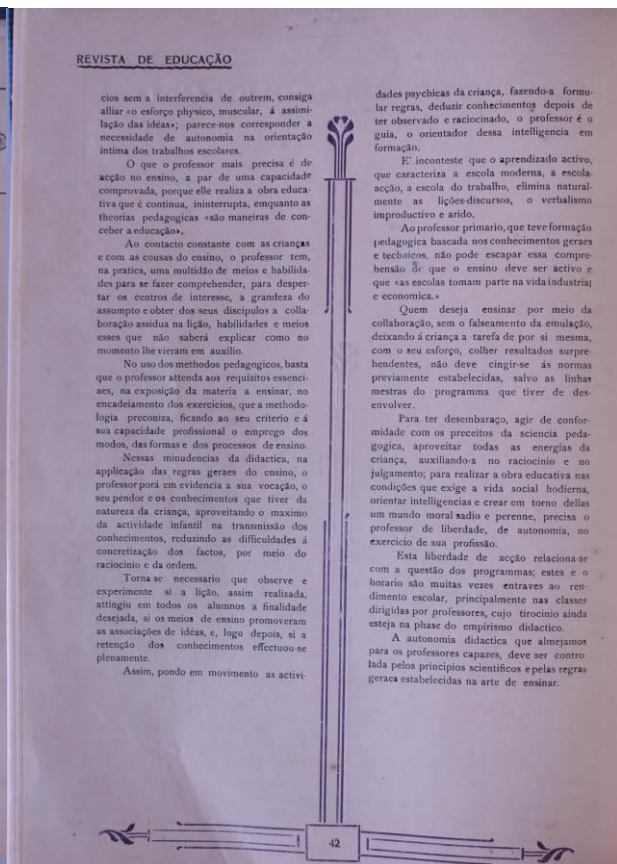 REVISTA DE EDUCAÇÃO
cios sem a interferencia de outrem, consiga
alliar «o esforço physico, muscular, á assimi-
lação das idéas»; parece-nos corresponder a
necessidade de autonomia na orientação
intima dos trabalhos escolares.
O que o professor mais precisa é de
acção no ensino, a par de uma capacidade
comprovada, porque elle realiza a obra educa-
tiva que é continua, ininterrupta, emquanto as
theorias pedagogicas «são maneiras de con-
ceber a educação».
Ao contacto constante com as crianças
e com as cousas do ensino, o professor tem,
na pratica, uma multidão de meios e habilida-
des para se fazer comprehender, para desper-
tar os centros de interesse, a grandeza do
assumpto e obter dos seus discipulos a colla-
boração assidua na lição, habilidades e meios
esses que não saberá explicar como no
momento lhe vieram em auxilio.
No uso dos methodos pedagogicos, basta
que o professor attenda aos requisitos essenci-
aes, na exposição da materia a ensinar, no
encadeiamento dos exercicios, que a methodo-
logia preconiza, ficando ao seu criterio e á
sua capacidade profissional o emprego dos
modos, das formas e dos processos de ensino.
Nessas minudencias da didactica, na
applicação das regras geraes do ensino, o
professor porá em evidencia a sua vocação, o
seu pendor e os conhecimentos que tiver da
natureza da criança, aproveitando o maximo
da actividade infantil na transmissão dos
conhecimentos, reduzindo as difficuldades á
concretização dos factos, por meio do
raciocinio e da ordem.
Torna-se necessario que observe e
experimente si a lição, assim realizada,
attingiu em todos os alumnos a finalidade
desejada, si os meios de ensino promoveram
as associações de idéas, e, logo depois, si a
retenção dos conhecimentos effectuou-se
plenamente.
Assim, pondo em movimento as activi-
dades psychicas da criança, fazendo-a formu-
lar regras, deduzir conhecimentos depois de
ter observado e raciocinado, o professor é o
guia, o orientador dessa intelligencia em
formação.
E' inconteste que o aprendizado activo,
que caracteriza a escola moderna, a escola-
acção, a escola do trabalho, elimina natural-
mente as lições-discursos, o verbalismo
improductivo e arido.
Ao professor primario, que teve formação
pedagogica baseada nos conhecimentos geraes
e technicos, não pode escapar essa compre-
hensão de que o ensino deve ser activo e
que «as escolas tomam parte na vida industrial
e economica.»
Quem deseja ensinar por meio da
collaboração, sem o falseamento da emulação,
deixando á criança a tarefa de por si mesma,
com o seu esforço, colher resultados surpre-
hendentes, não deve cingir-se ás normas
previamente estabelecidas, salvo as linhas
mestras do programma que tiver de des-
envolver.
Para ter desembaraço, agir de confor-
midade com os preceitos da sciencia peda-
gogica, aproveitar todas as energias da
criança, auxiliando-a no raciocinio e no
julgamento; para realizar a obra educativa nas
condições que exige a vida social hodierna,
orientar intelligencias e crear em torno dellas
um mundo moral sadio e perenne, precisa o
professor de liberdade, de autonomia, no
exercicio de sua profissão.
Esta liberdade de acção relaciona-se
com a questão dos programmas; estes e o
horario são muitas vezes entraves ao ren-
dimento escolar, principalmente nas classes
dirigidas por professores, cujo tirocinio ainda
esteja na phase do empirismo didactico.
A autonomia didactica que almejamos
para os professores capazes, deve ser contro-
lada pelos principios scientificos e pelas regras
geraes estabelecidas na arte de ensinar.
42